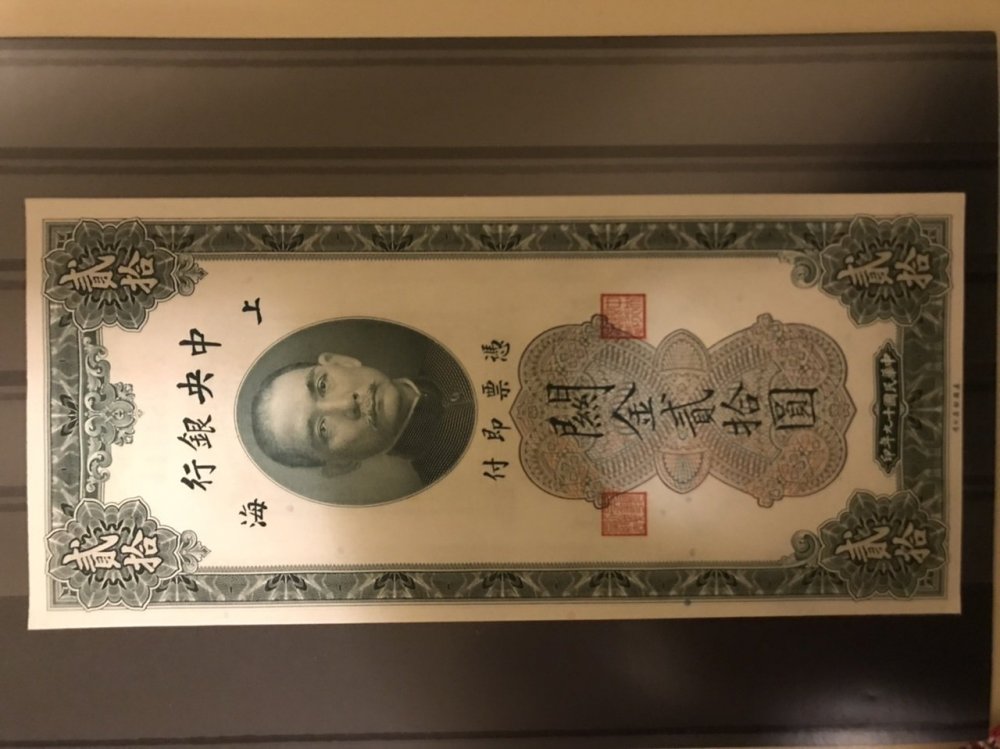 貳拾
貳拾
中央銀行
上海
憑票即付
關金貳拾圓
貳拾
貳拾
中華民國十九年印